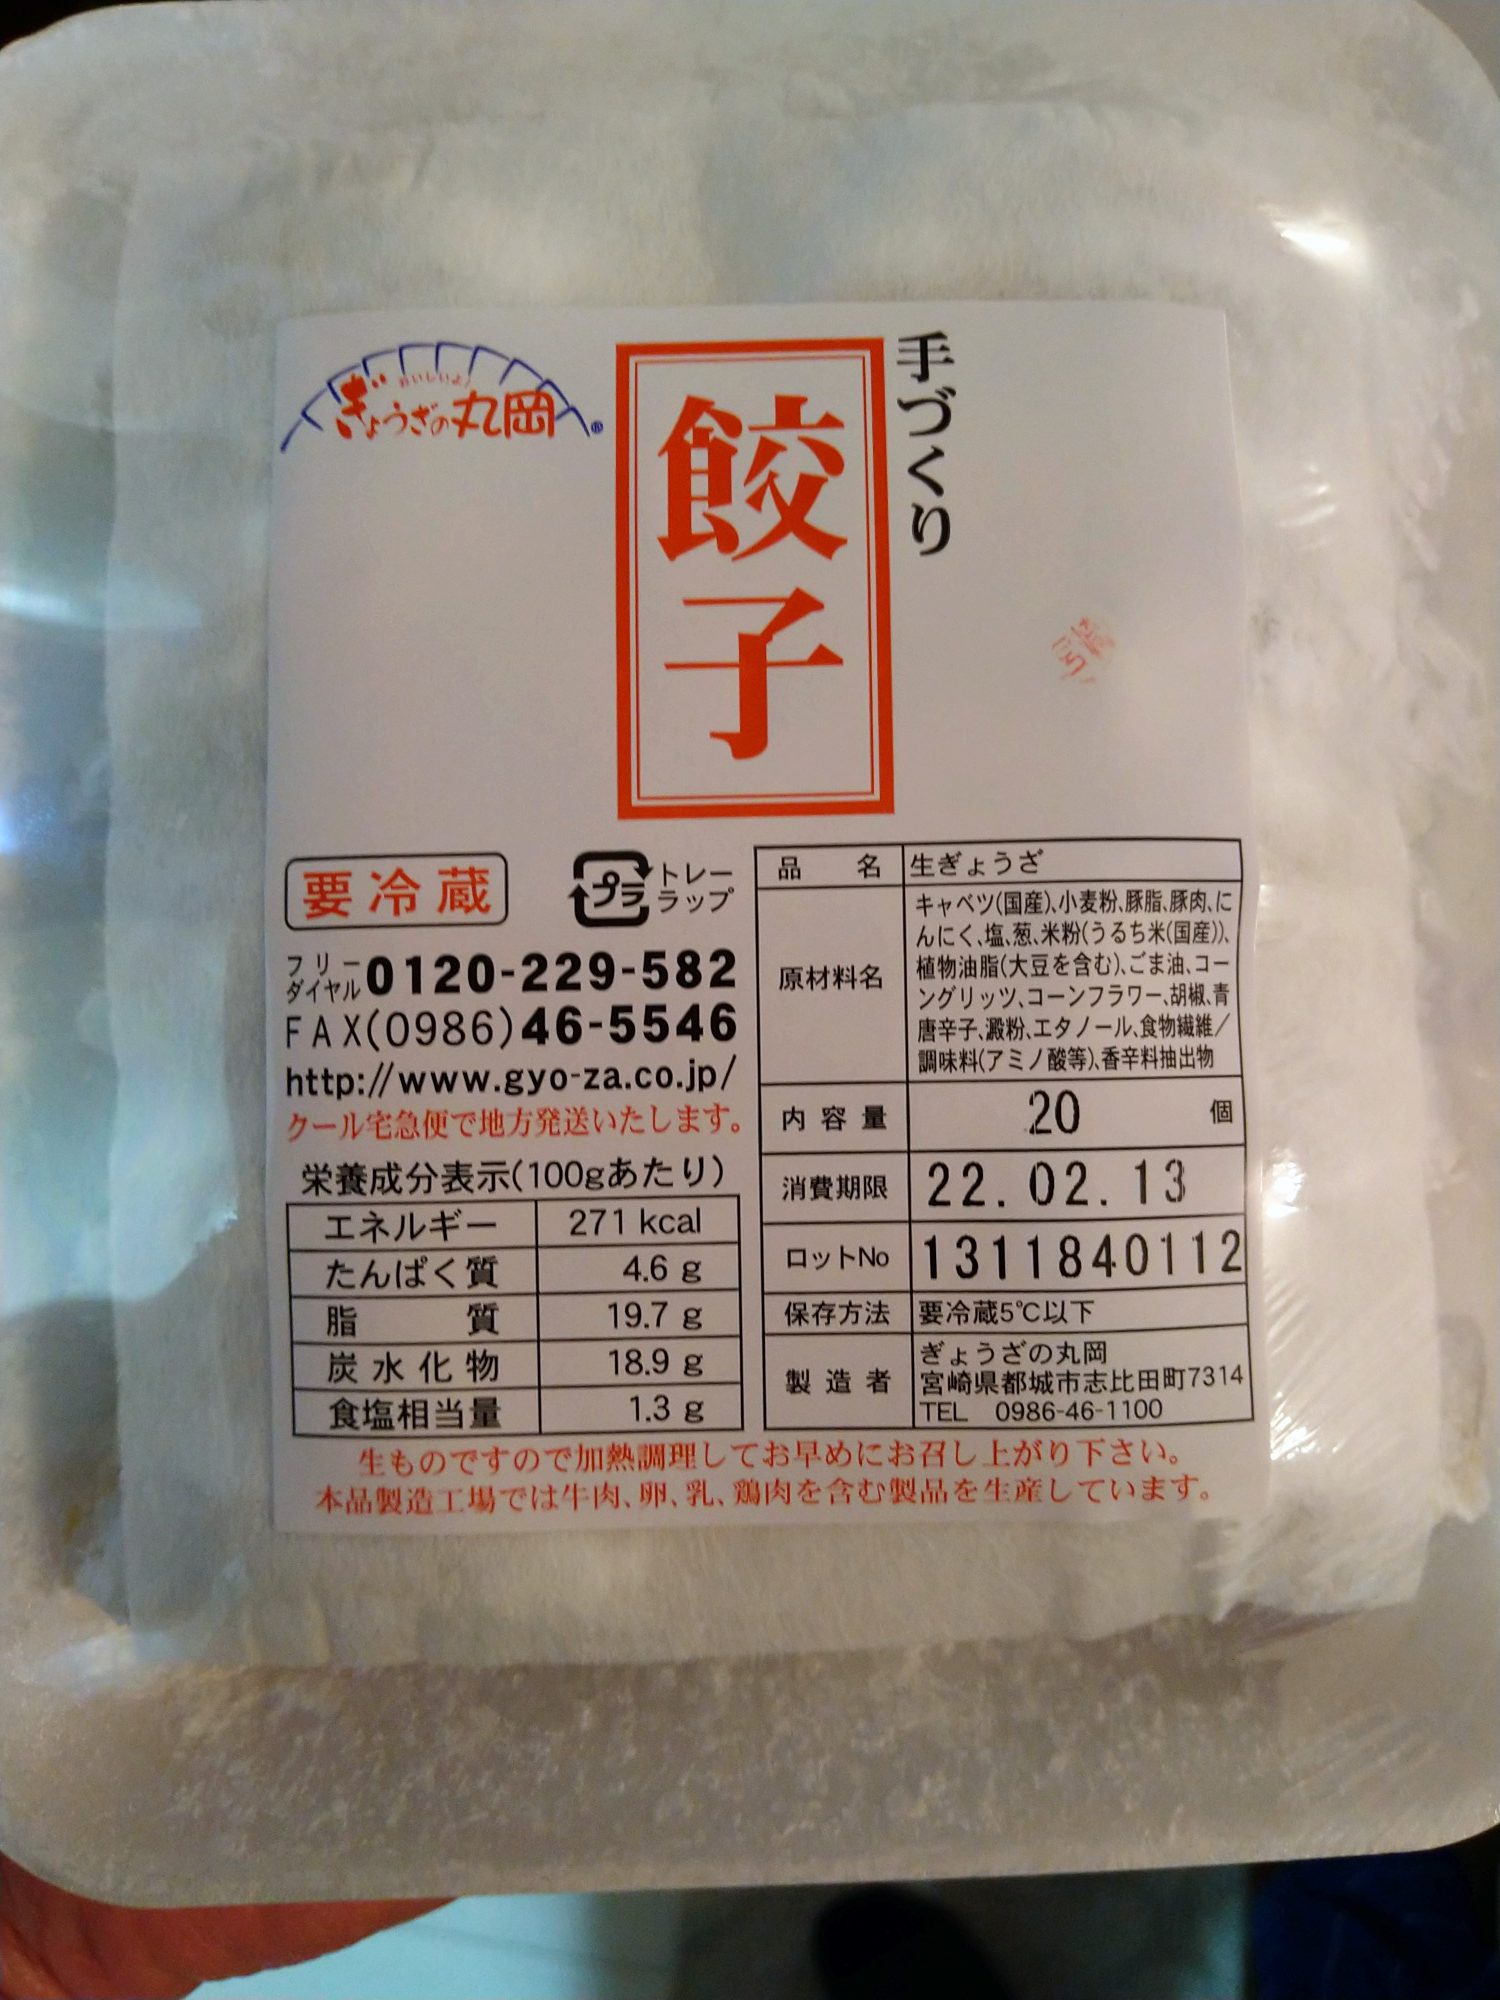 おいしいよ！
ぎょうざの丸岡®
餃子
手づくり
要冷蔵
プラ
トレー
ラップ
フリー
ダイヤル
0120-229-582
FAX(0986)46-5546
http://www.gyo-za.co.jp/
クール宅急便で地方発送いたします。
栄養成分表示(100gあたり)
エネルギー 271 kcal
たんぱく質 4.6 g
脂質 19.7 g
炭水化物 18.9 g
食塩相当量 1.3 g
品名 生ぎょうざ
原材料名
キャベツ(国産)、小麦粉、豚脂、豚肉、に
んにく、塩、葱、米粉(うるち米(国産))、
植物油脂(大豆を含む)、ごま油、コー
ングリッツ、コーンフラワー、胡椒、青
唐辛子、澱粉、エタノール、食物繊維／
調味料(アミノ酸等)、香辛料抽出物
内容量 20 個
消費期限 22.02.13
ロットNo 1311840112
保存方法 要冷蔵5℃以下
製造者
ぎょうざの丸岡
宮崎県都城市志比田町7314
TEL 0986-46-1100
生ものですので加熱調理してお早めにお召し上がり下さい。
本品製造工場では牛肉、卵、乳、鶏肉を含む製品を生産しています。